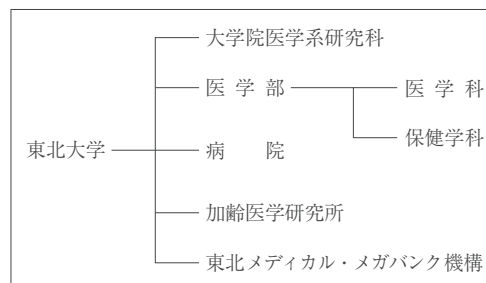 大学院医学系研究科
医学部
医学科
保健学科
東北大学
病院
加齢医学研究所
東北メディカル・メガバンク機構